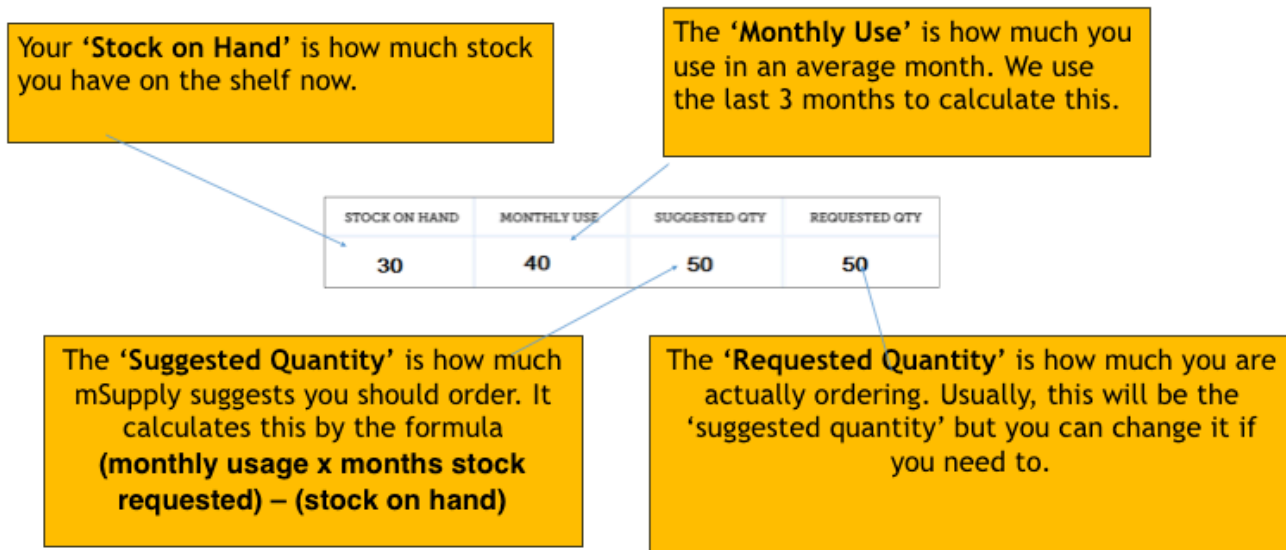 Your ‘Stock on Hand’ is how much stock
you have on the shelf now.
The ‘Monthly Use’ is how much you
use in an average month. We use
the last 3 months to calculate this.
STOCK ON HAND MONTHLY USE SUGGESTED QTY REQUESTED QTY
30 40 50 50
The ‘Suggested Quantity’ is how much
mSupply suggests you should order. It
calculates this by the formula
(monthly usage x months stock
requested) – (stock on hand)
The ‘Requested Quantity’ is how much you are
actually ordering. Usually, this will be the
‘suggested quantity’ but you can change it if
you need to.